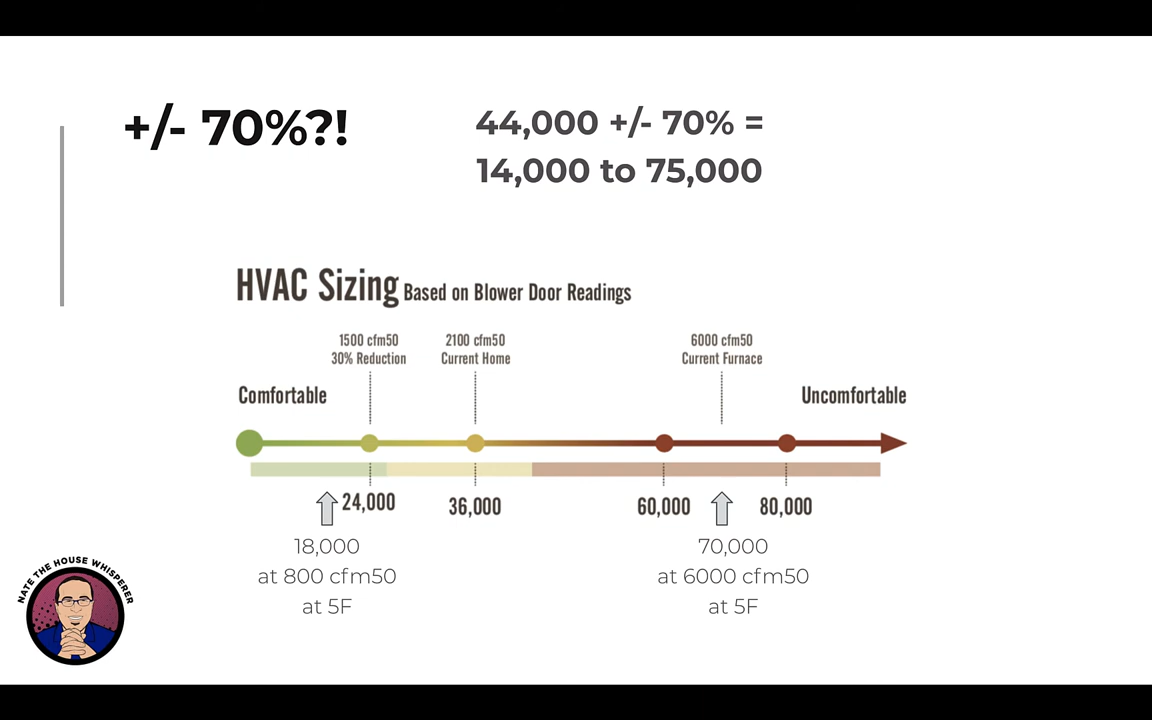 +/- 70%?!
44,000 +/- 70% =
14,000 to 75,000
HVAC Sizing Based on Blower Door Readings
1500 cfm50
30% Reduction
2100 cfm50
Current Home
6000 cfm50
Current Furnace
Comfortable
Uncomfortable
24,000
36,000
60,000
80,000
18,000
at 800 cfm50
at 5F
70,000
at 6000 cfm50
at 5F
NATE THE HOUSE WHISPERER